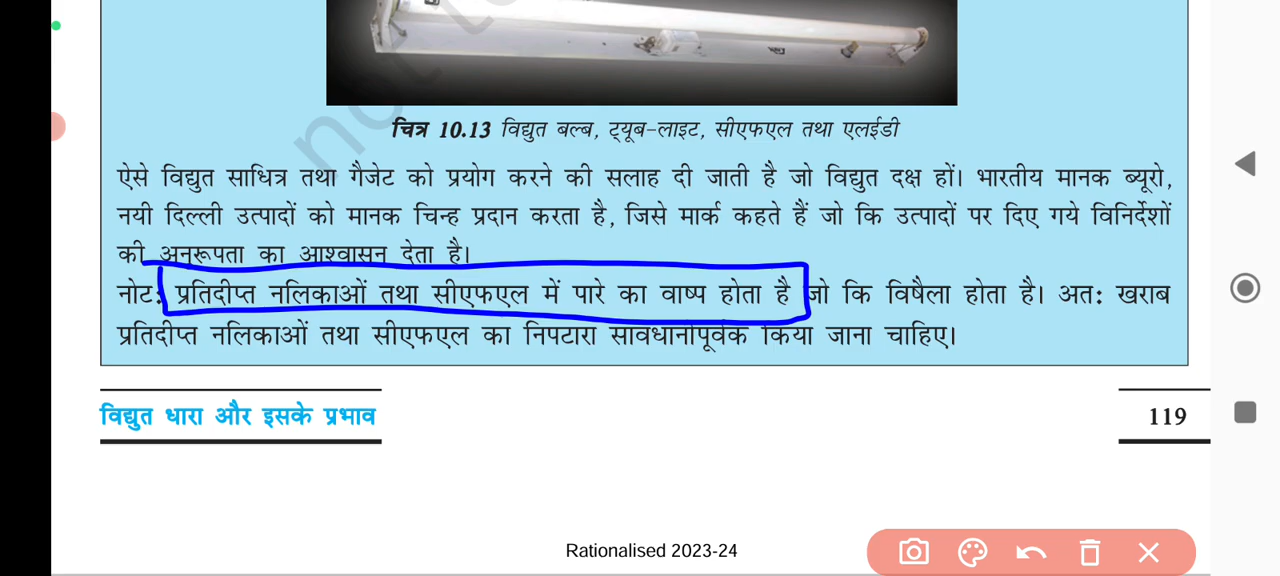 not
चित्र 10.13 विद्युत बल्ब, ट्यूब-लाइट, सीएफएल तथा एलईडी
ऐसे विद्युत साधित्र तथा गैजेट को प्रयोग करने की सलाह दी जाती है जो विद्युत दक्ष हों। भारतीय मानक ब्यूरो,
नयी दिल्ली उत्पादों को मानक चिन्ह प्रदान करता है, जिसे मार्क कहते हैं जो कि उत्पादों पर दिए गये विनिर्देशों
की अनुरूपता का आश्वासन देता है।
नोट: प्रतिदीप्त नलिकाओं तथा सीएफएल में पारे का वाष्प होता है जो कि विषैला होता है। अत: खराब
प्रतिदीप्त नलिकाओं तथा सीएफएल का निपटारा सावधानीपूर्वक किया जाना चाहिए।
विद्युत धारा और इसके प्रभाव
119
Rationalised 2023-24